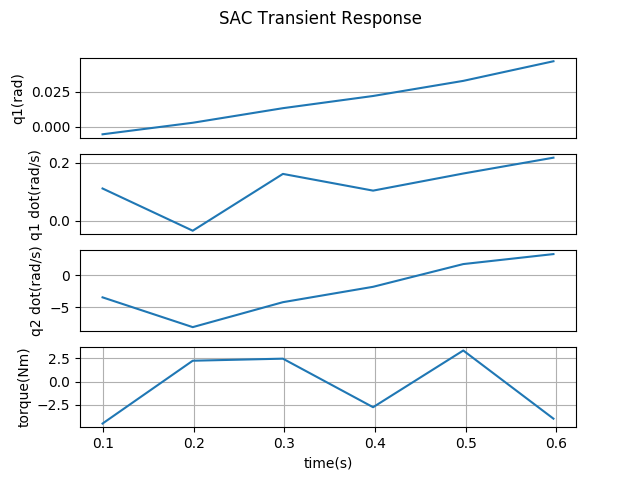 SAC Transient Response
q1(rad)
0.025
0.000
q1 dot(rad/s)
0.2
0.0
q2 dot(rad/s)
0
−5
torque(Nm)
2.5
0.0
−2.5
0.1 0.2 0.3 0.4 0.5 0.6
time(s)